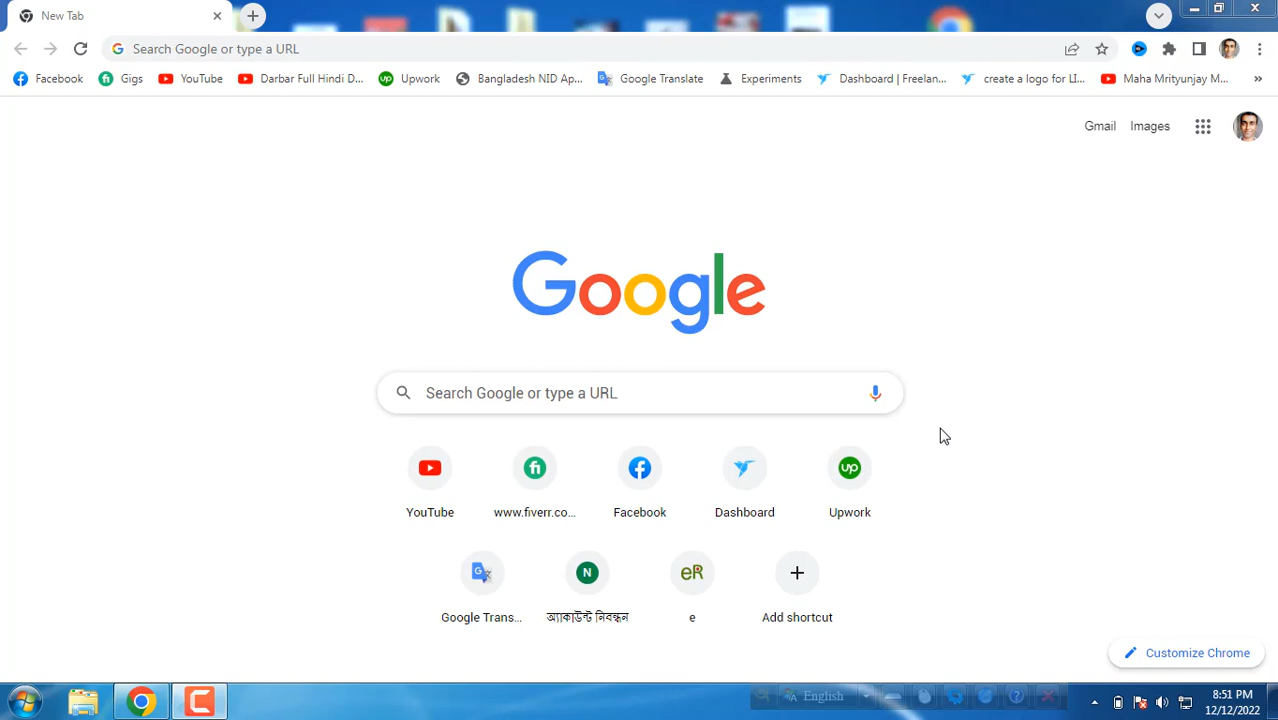 New Tab
Search Google or type a URL
Facebook Gigs YouTube Darbar Full Hindi D... Upwork Bangladesh NID Ap... Google Translate Experiments Dashboard | Freelan... create a logo for LI... Maha Mrityunjay M... »
Gmail Images
Google
Search Google or type a URL
YouTube www.fiverr.co... Facebook Dashboard Upwork
Google Trans... অ্যাকাউন্ট নিবন্ধন e Add shortcut
Customize Chrome
English 8:51 PM
12/12/2022